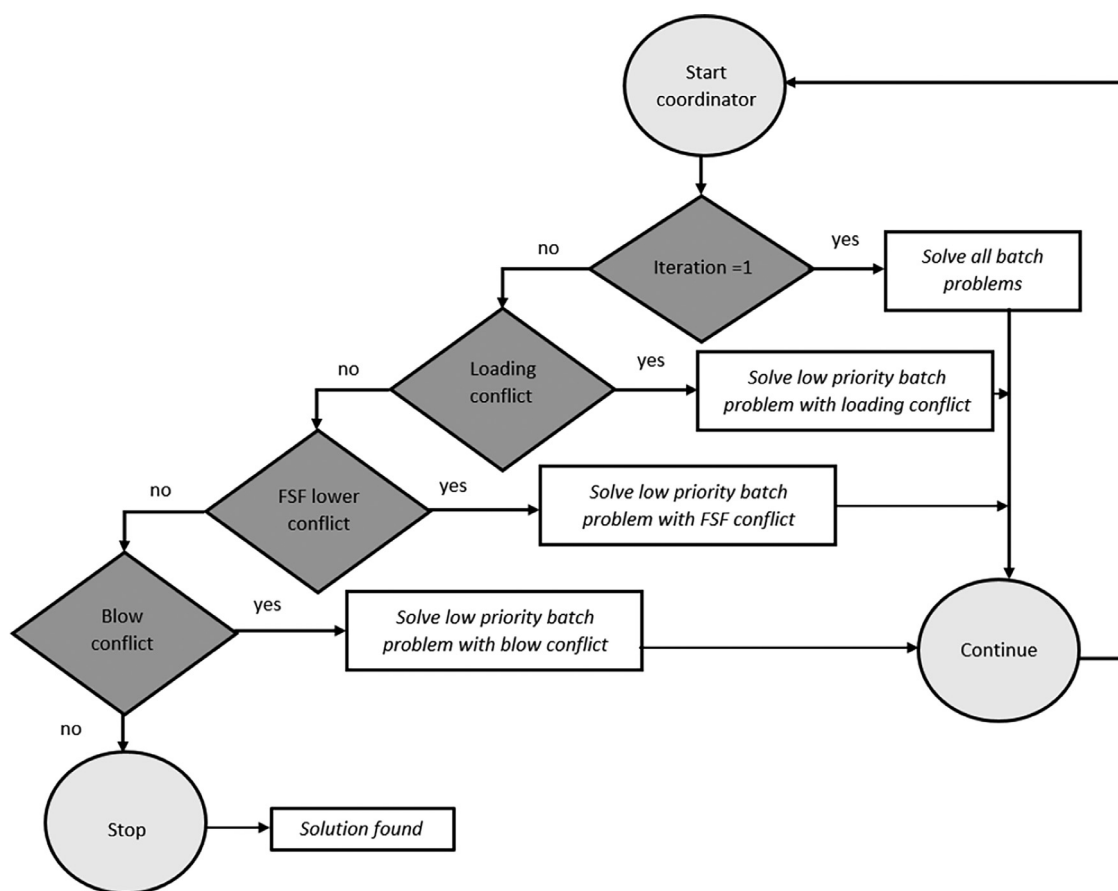 Start
coordinator
no
yes
Iteration =1
Solve all batch
problems
no
Loading
conflict
yes
Solve low priority batch
problem with loading conflict
no
FSF lower
conflict
yes
Solve low priority batch
problem with FSF conflict
Blow
conflict
yes
Solve low priority batch
problem with blow conflict
Continue
no
Stop
Solution found